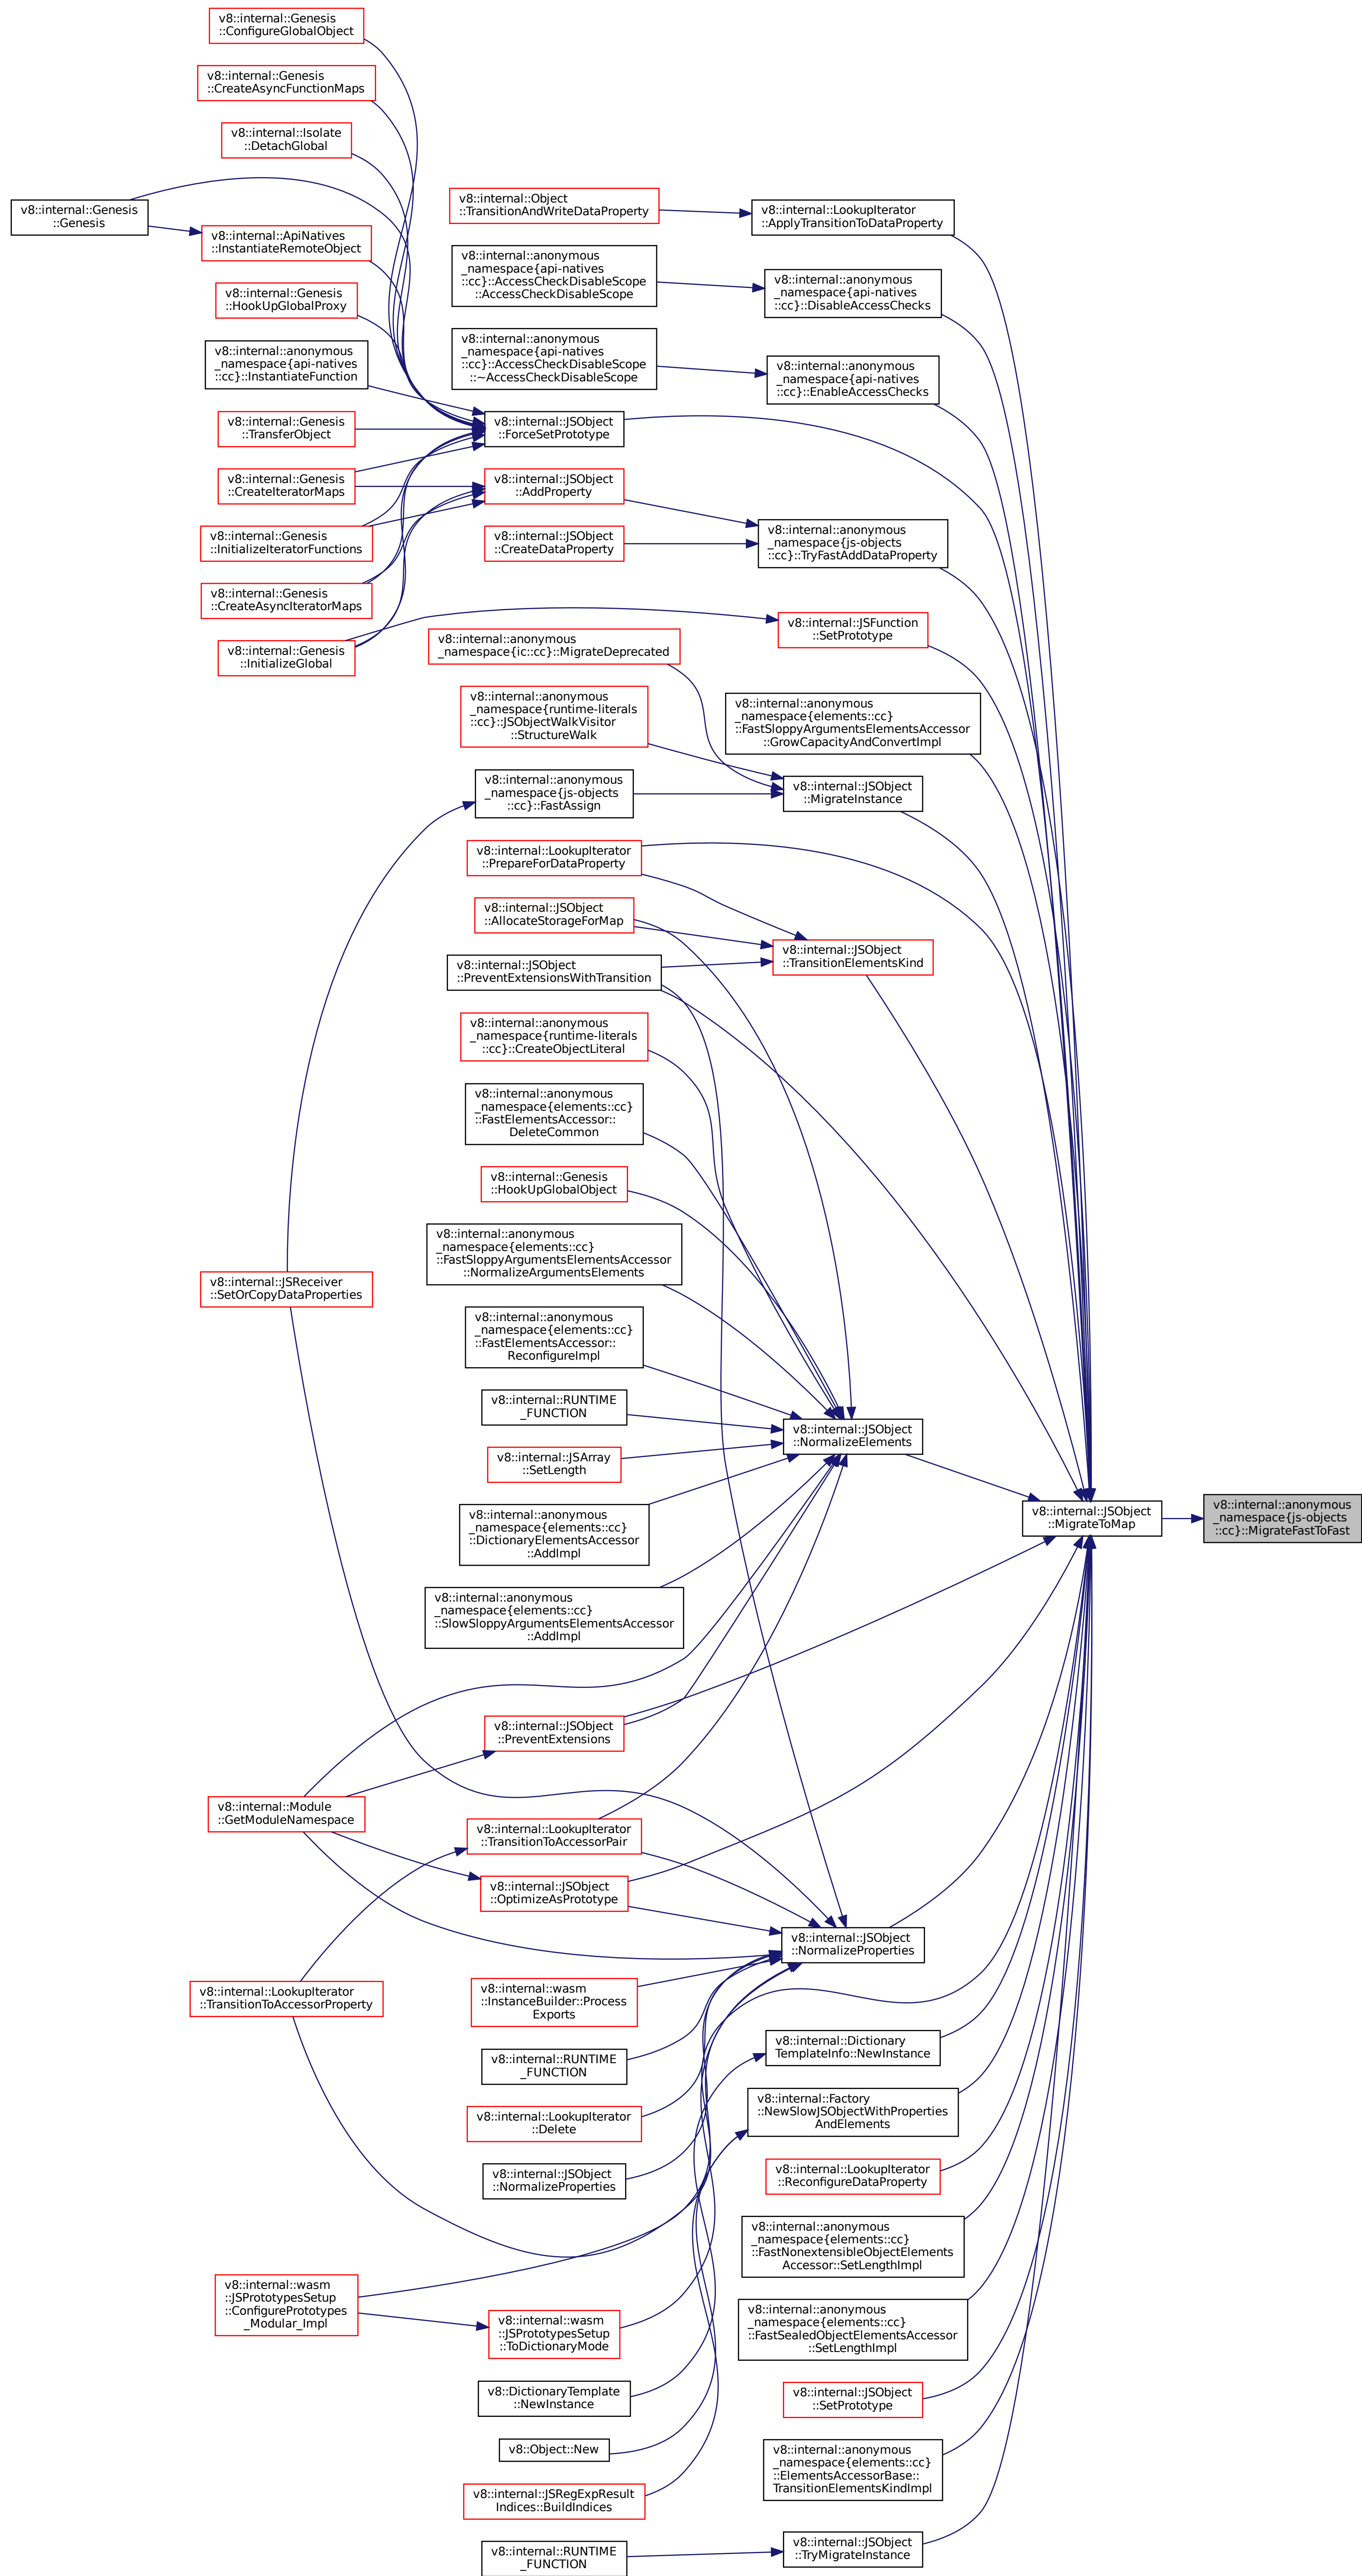 v8::internal::Genesis
::ConfigureGlobalObject
v8::internal::Genesis
::CreateAsyncFunctionMaps
v8::internal::Isolate
::DetachGlobal
v8::internal::Genesis
::Genesis
v8::internal::ApiNatives
::InstantiateRemoteObject
v8::internal::Genesis
::HookUpGlobalProxy
v8::internal::anonymous
_namespace{api-natives
::cc}::InstantiateFunction
v8::internal::Genesis
::TransferObject
v8::internal::Genesis
::CreateIteratorMaps
v8::internal::Genesis
::InitializeIteratorFunctions
v8::internal::Genesis
::CreateAsyncIteratorMaps
v8::internal::Genesis
::InitializeGlobal
v8::internal::JSReceiver
::SetOrCopyDataProperties
v8::internal::Module
::GetModuleNamespace
v8::internal::LookupIterator
::TransitionToAccessorProperty
v8::internal::wasm
::JSPrototypesSetup
::ConfigurePrototypes
_Modular_Impl
v8::internal::Object
::TransitionAndWriteDataProperty
v8::internal::anonymous
_namespace{api-natives
::cc}::AccessCheckDisableScope
::AccessCheckDisableScope
v8::internal::anonymous
_namespace{api-natives
::cc}::AccessCheckDisableScope
::~AccessCheckDisableScope
v8::internal::JSObject
::ForceSetPrototype
v8::internal::JSObject
::AddProperty
v8::internal::JSObject
::CreateDataProperty
v8::internal::anonymous
_namespace{ic::cc}::MigrateDeprecated
v8::internal::anonymous
_namespace{runtime-literals
::cc}::JSObjectWalkVisitor
::StructureWalk
v8::internal::anonymous
_namespace{js-objects
::cc}::FastAssign
v8::internal::LookupIterator
::PrepareForDataProperty
v8::internal::JSObject
::AllocateStorageForMap
v8::internal::JSObject
::PreventExtensionsWithTransition
v8::internal::anonymous
_namespace{runtime-literals
::cc}::CreateObjectLiteral
v8::internal::anonymous
_namespace{elements::cc}
::FastElementsAccessor::
DeleteCommon
v8::internal::Genesis
::HookUpGlobalObject
v8::internal::anonymous
_namespace{elements::cc}
::FastSloppyArgumentsElementsAccessor
::NormalizeArgumentsElements
v8::internal::anonymous
_namespace{elements::cc}
::FastElementsAccessor::
ReconfigureImpl
v8::internal::RUNTIME
_FUNCTION
v8::internal::JSArray
::SetLength
v8::internal::anonymous
_namespace{elements::cc}
::DictionaryElementsAccessor
::AddImpl
v8::internal::anonymous
_namespace{elements::cc}
::SlowSloppyArgumentsElementsAccessor
::AddImpl
v8::internal::JSObject
::PreventExtensions
v8::internal::LookupIterator
::TransitionToAccessorPair
v8::internal::JSObject
::OptimizeAsPrototype
v8::internal::wasm
::InstanceBuilder::Process
Exports
v8::internal::RUNTIME
_FUNCTION
v8::internal::LookupIterator
::Delete
v8::internal::JSObject
::NormalizeProperties
v8::internal::wasm
::JSPrototypesSetup
::ToDictionaryMode
v8::DictionaryTemplate
::NewInstance
v8::Object::New
v8::internal::JSRegExpResult
Indices::BuildIndices
v8::internal::RUNTIME
_FUNCTION
v8::internal::LookupIterator
::ApplyTransitionToDataProperty
v8::internal::anonymous
_namespace{api-natives
::cc}::DisableAccessChecks
v8::internal::anonymous
_namespace{api-natives
::cc}::EnableAccessChecks
v8::internal::anonymous
_namespace{js-objects
::cc}::TryFastAddDataProperty
v8::internal::JSFunction
::SetPrototype
v8::internal::anonymous
_namespace{elements::cc}
::FastSloppyArgumentsElementsAccessor
::GrowCapacityAndConvertImpl
v8::internal::JSObject
::MigrateInstance
v8::internal::JSObject
::TransitionElementsKind
v8::internal::JSObject
::NormalizeElements
v8::internal::JSObject
::NormalizeProperties
v8::internal::Dictionary
TemplateInfo::NewInstance
v8::internal::Factory
::NewSlowJSObjectWithProperties
AndElements
v8::internal::LookupIterator
::ReconfigureDataProperty
v8::internal::anonymous
_namespace{elements::cc}
::FastNonextensibleObjectElements
Accessor::SetLengthImpl
v8::internal::anonymous
_namespace{elements::cc}
::FastSealedObjectElementsAccessor
::SetLengthImpl
v8::internal::JSObject
::SetPrototype
v8::internal::anonymous
_namespace{elements::cc}
::ElementsAccessorBase::
TransitionElementsKindImpl
v8::internal::JSObject
::TryMigrateInstance
v8::internal::JSObject
::MigrateToMap
v8::internal::anonymous
_namespace{js-objects
::cc}::MigrateFastToFast